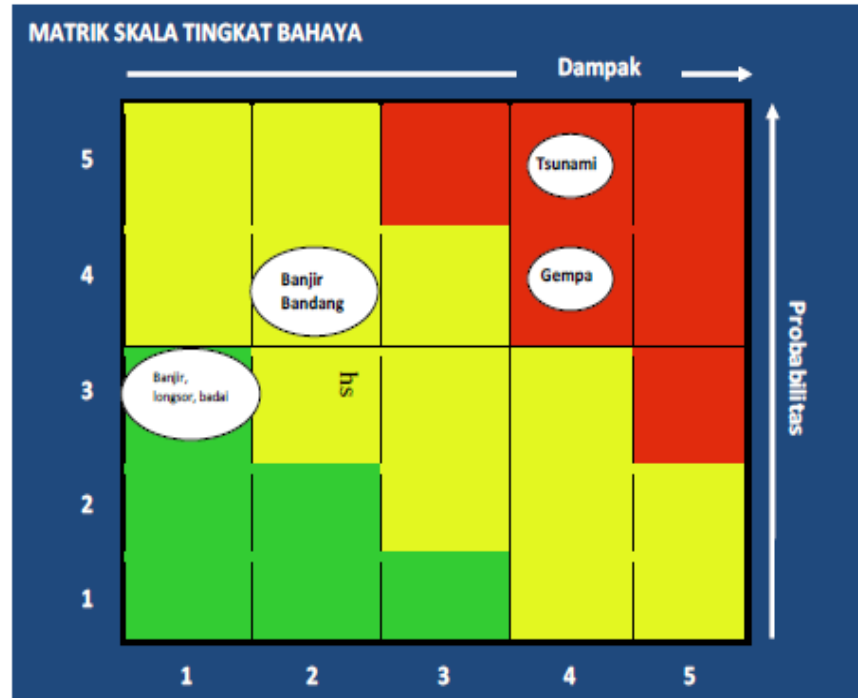 MATRIK SKALA TINGKAT BAHAYA
Dampak
5
Tsunami
4
Banjir
Bandang
Gempa
Probabilitas
3
Banjir,
longsor, badai
hs
2
1
1 2 3 4 5